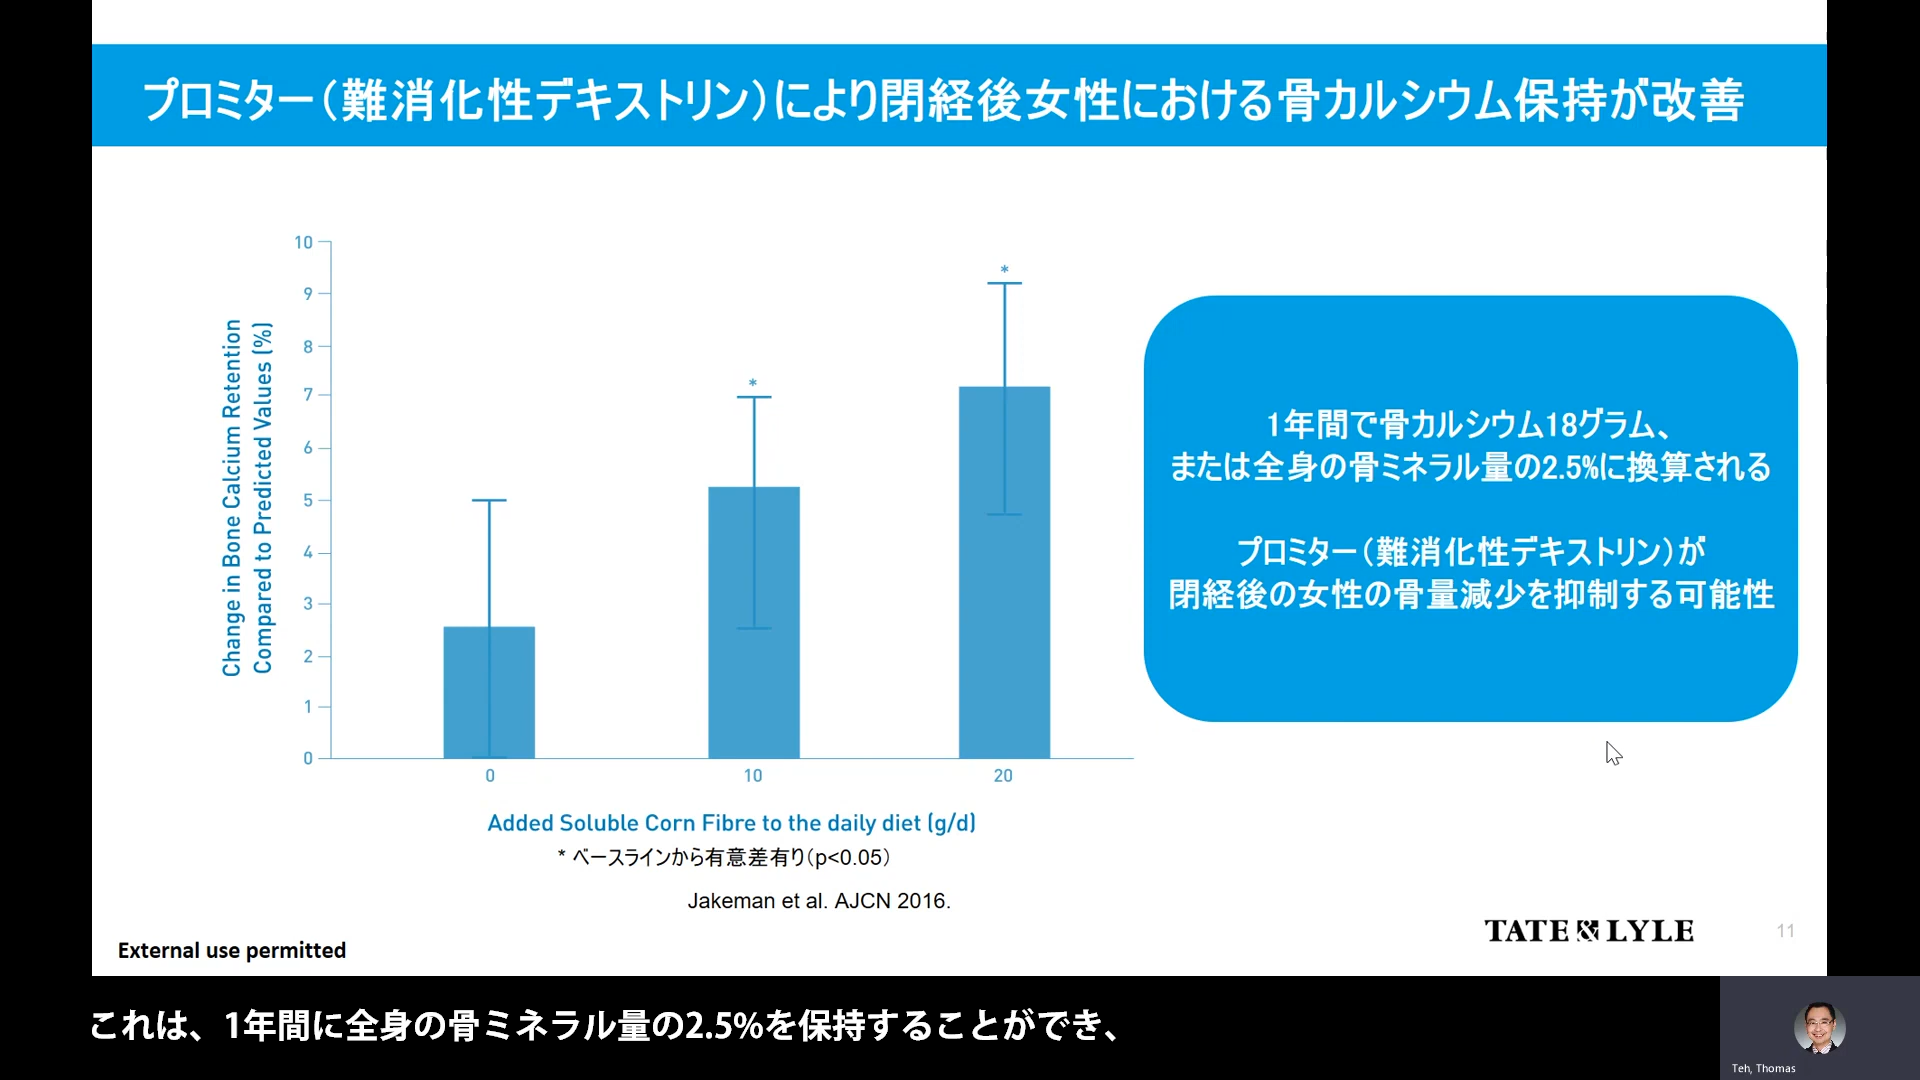 プロミター（難消化性デキストリン）により閉経後女性における骨カルシウム保持が改善
Change in Bone Calcium Retention
Compared to Predicted Values (%)
10
9
8
7
6
5
4
3
2
1
0
*
*
0
10
20
Added Soluble Corn Fibre to the daily diet (g/d)
* ベースラインから有意差有り（p<0.05）
Jakeman et al. AJCN 2016.
1年間で骨カルシウム18グラム、
または全身の骨ミネラル量の2.5%に換算される
プロミター（難消化性デキストリン）が
閉経後の女性の骨量減少を抑制する可能性
External use permitted
TATE & LYLE
11
これは、1年間に全身の骨ミネラル量の2.5%を保持することができ、
Teh, Thomas